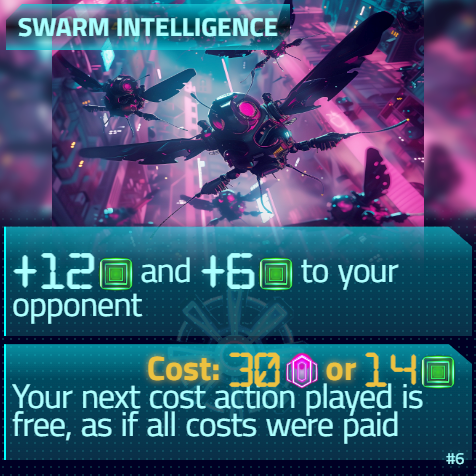 SWARM INTELLIGENCE
+12 and +6 to your
opponent
Cost: 30 or 14
Your next cost action played is
free, as if all costs were paid
#6